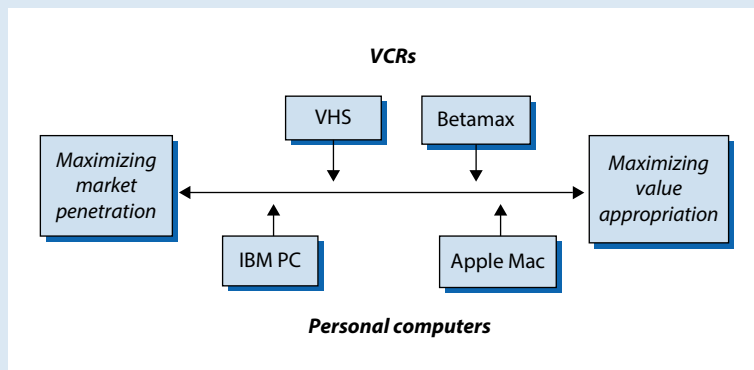 VCRs
VHS
Betamax
Maximizing
market
penetration
Maximizing
value
appropriation
IBM PC
Apple Mac
Personal computers